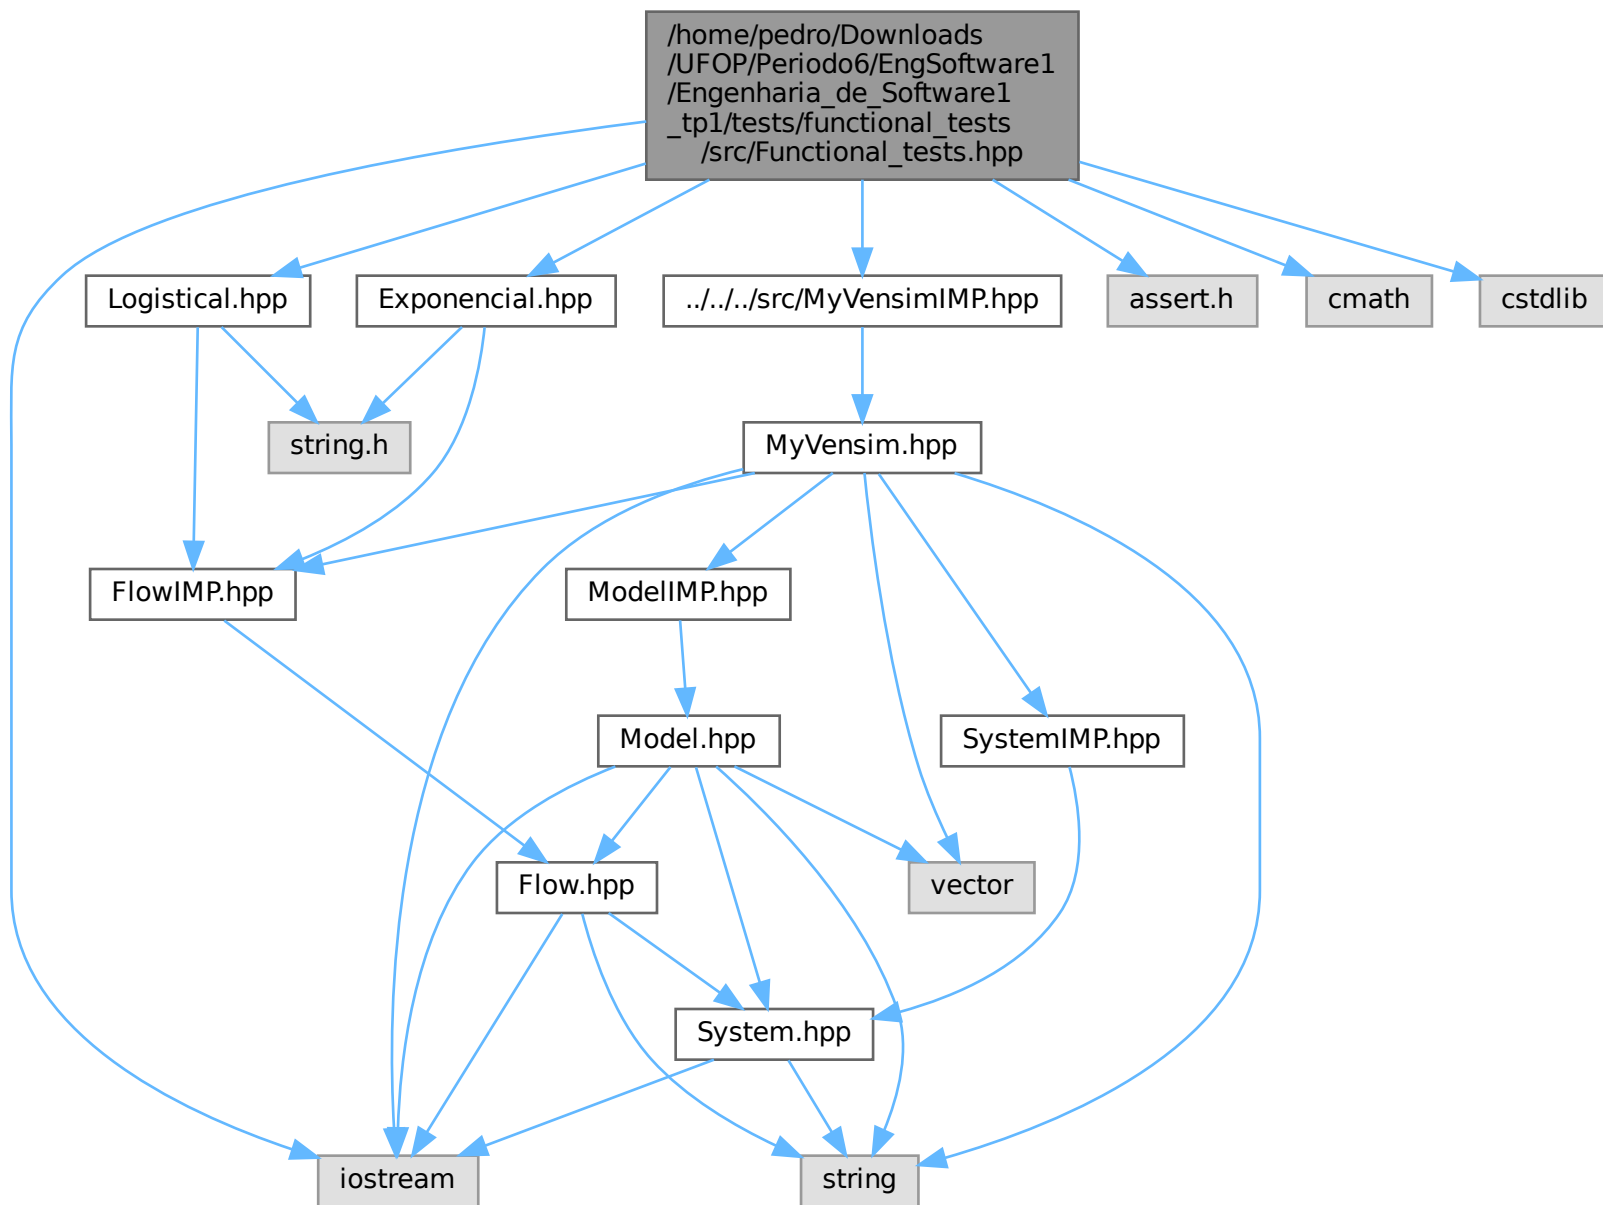 /home/pedro/Downloads
/UFOP/Periodo6/EngSoftware1
/Engenharia_de_Software1
_tp1/tests/functional_tests
/src/Functional_tests.hpp
Logistical.hpp
Exponencial.hpp
../../../src/MyVensimIMP.hpp
assert.h
cmath
cstdlib
string.h
MyVensim.hpp
FlowIMP.hpp
ModelIMP.hpp
Model.hpp
SystemIMP.hpp
Flow.hpp
vector
System.hpp
iostream
string